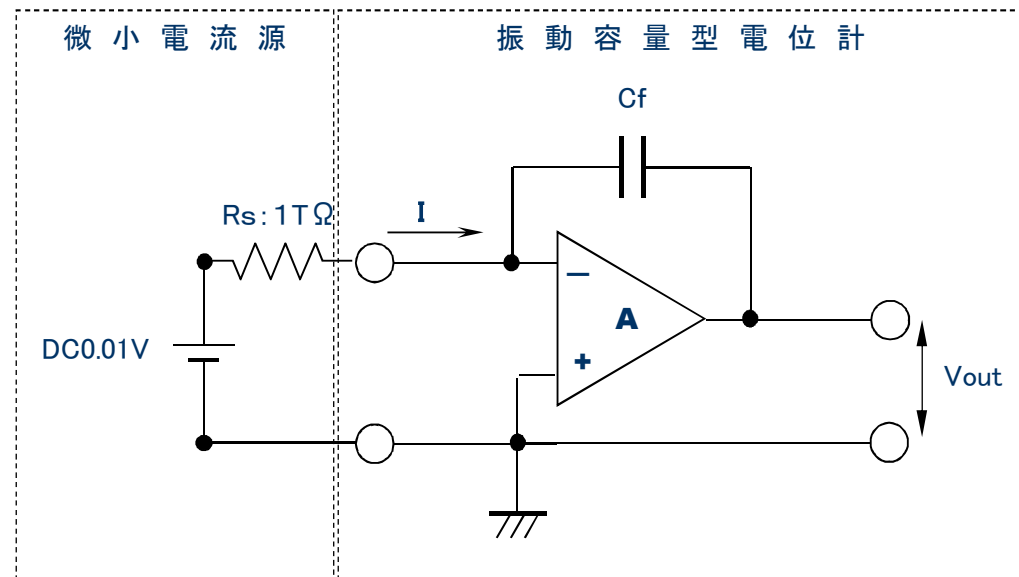 微小電流源
振動容量型電位計
Cf
Rs:1TΩ
I
−
A
DC0.01V
+
Vout